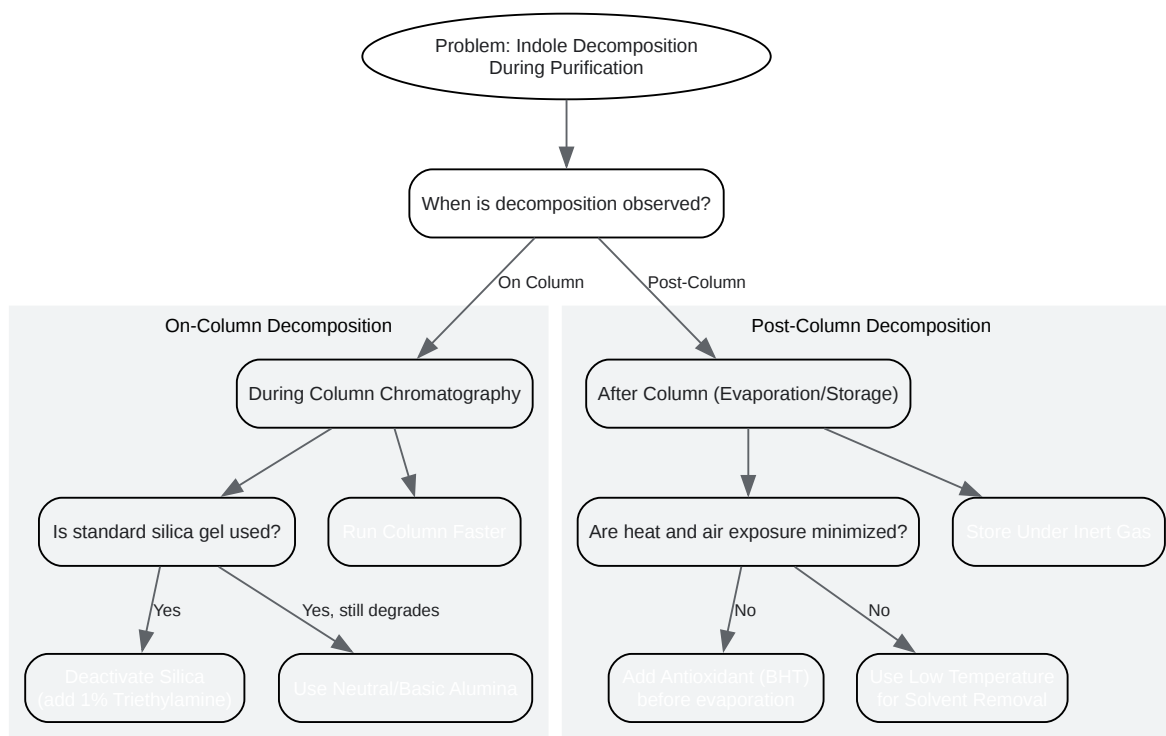 Problem: Indole Decomposition
During Purification
When is decomposition observed?
On Column
Post-Column
On-Column Decomposition
Post-Column Decomposition
During Column Chromatography
After Column (Evaporation/Storage)
Is standard silica gel used?
Run Column Faster
Are heat and air exposure minimized?
Store Under Inert Gas
Yes
Yes, still degrades
No
No
Deactivate Silica
(add 1% Triethylamine)
Use Neutral/Basic Alumina
Add Antioxidant (BHT)
before evaporation
Use Low Temperature
for Solvent Removal